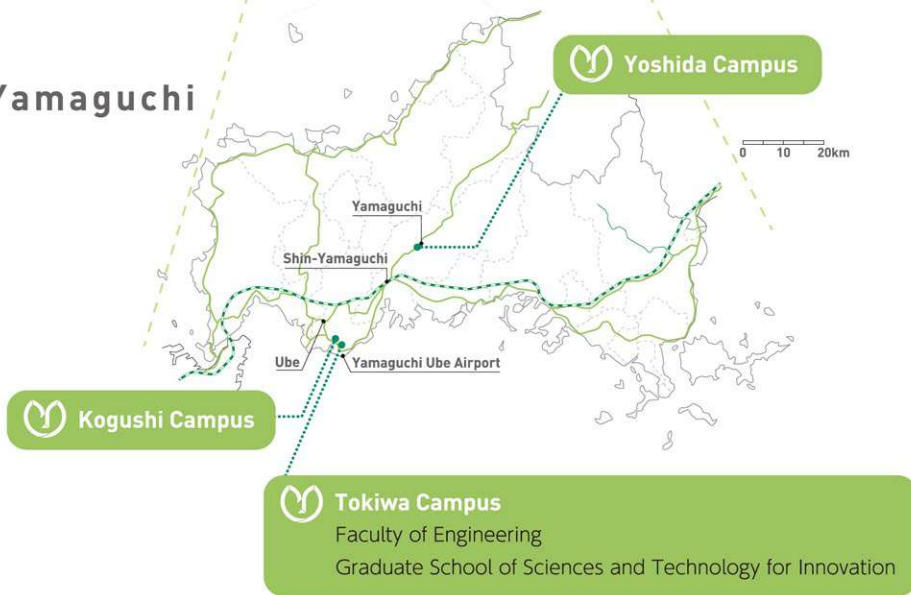 Yamaguchi
Yoshida Campus
0 10 20km
Yamaguchi
Shin-Yamaguchi
Ube
Yamaguchi Ube Airport
Kogushi Campus
Tokiwa Campus
Faculty of Engineering
Graduate School of Sciences and Technology for Innovation